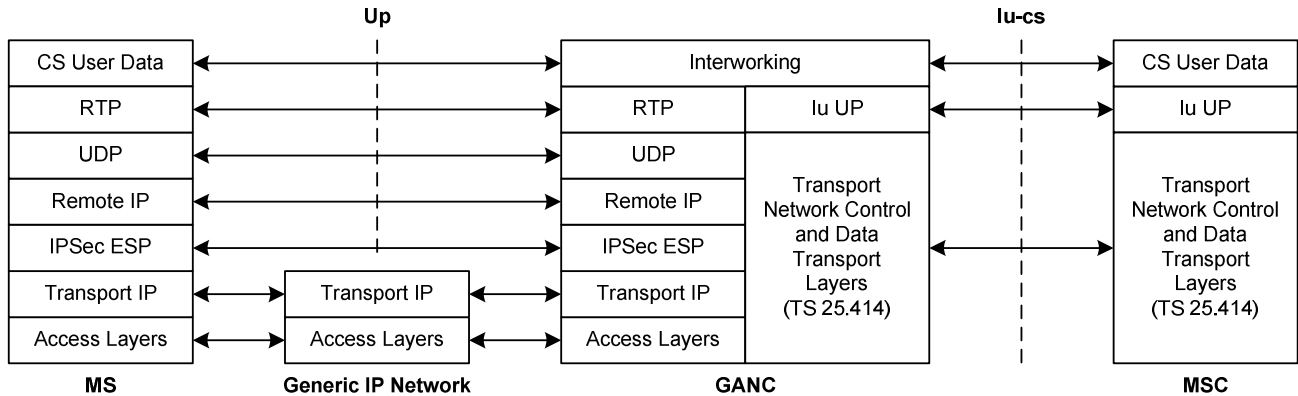 Up
Iu-cs
CS User Data
Interworking
CS User Data
RTP
RTP
Iu UP
Iu UP
UDP
UDP
Remote IP
Remote IP
IPSec ESP
IPSec ESP
Transport
Network Control
and Data
Transport
Layers
(TS 25.414)
Transport
Network Control
and Data
Transport
Layers
(TS 25.414)
Transport IP
Transport IP
Transport IP
Access Layers
Access Layers
Access Layers
MS
Generic IP Network
GANC
MSC